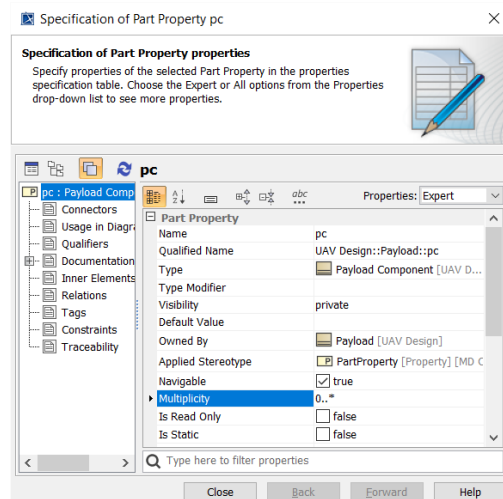 Specification of Part Property pc
Specification of Part Property properties
Specify properties of the selected Part Property in the properties
specification table. Choose the Expert or All options from the Properties
drop-down list to see more properties.
pc
pc : Payload Comp
Connectors
Usage in Diagra
Qualifiers
Documentation
Inner Elements
Relations
Tags
Constraints
Traceability
Properties: Expert
Part Property
Name pc
Qualified Name UAV Design::Payload::pc
Type Payload Component [UAV D...
Type Modifier
Visibility private
Default Value
Owned By Payload [UAV Design]
Applied Stereotype P PartProperty [Property] [MD C
Navigable true
Multiplicity 0..*
Is Read Only false
Is Static false
Type here to filter properties
Close Back Forward Help